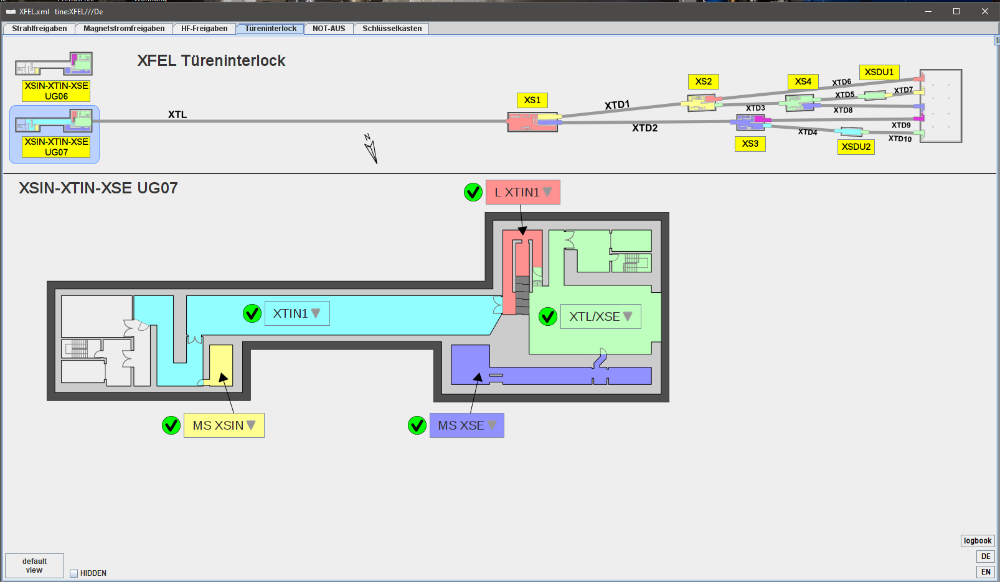 XFEL.xml   tine:XFEL///De
Strahlfreigaben
Magnetstromfreigaben
HF-Freigaben
Türeninterlock
NOT-AUS
Schlüsselkästen
XFEL Türeninterlock
XSIN-XTIN-XSE
UG06
XSIN-XTIN-XSE
UG07
XTL
N
XS1
XTD1
XTD2
XS2
XS4
XSDU1
XTD6
XTD5
XTD7
XTD3
XTD8
XTD9
XTD4
XTD10
XS3
XSDU2
XSIN-XTIN-XSE UG07
L XTIN1
XTIN1
XTL/XSE
MS XSIN
MS XSE
default
view
HIDDEN
logbook
DE
EN